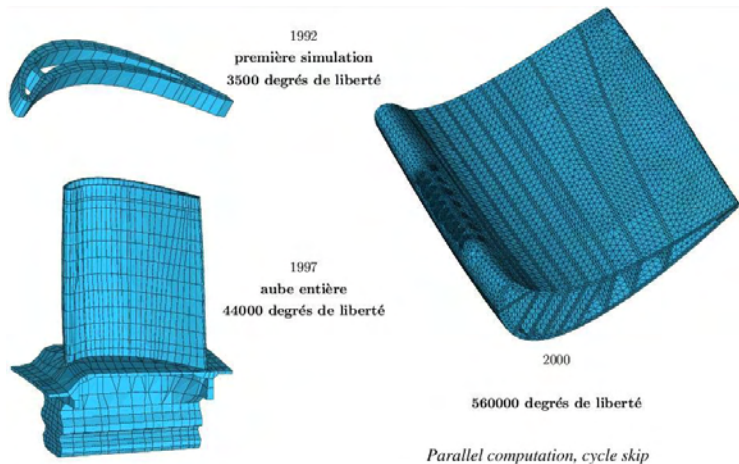 1992
première simulation
3500 degrés de liberté
1997
aube entière
44000 degrés de liberté
2000
560000 degrés de liberté
Parallel computation, cycle skip